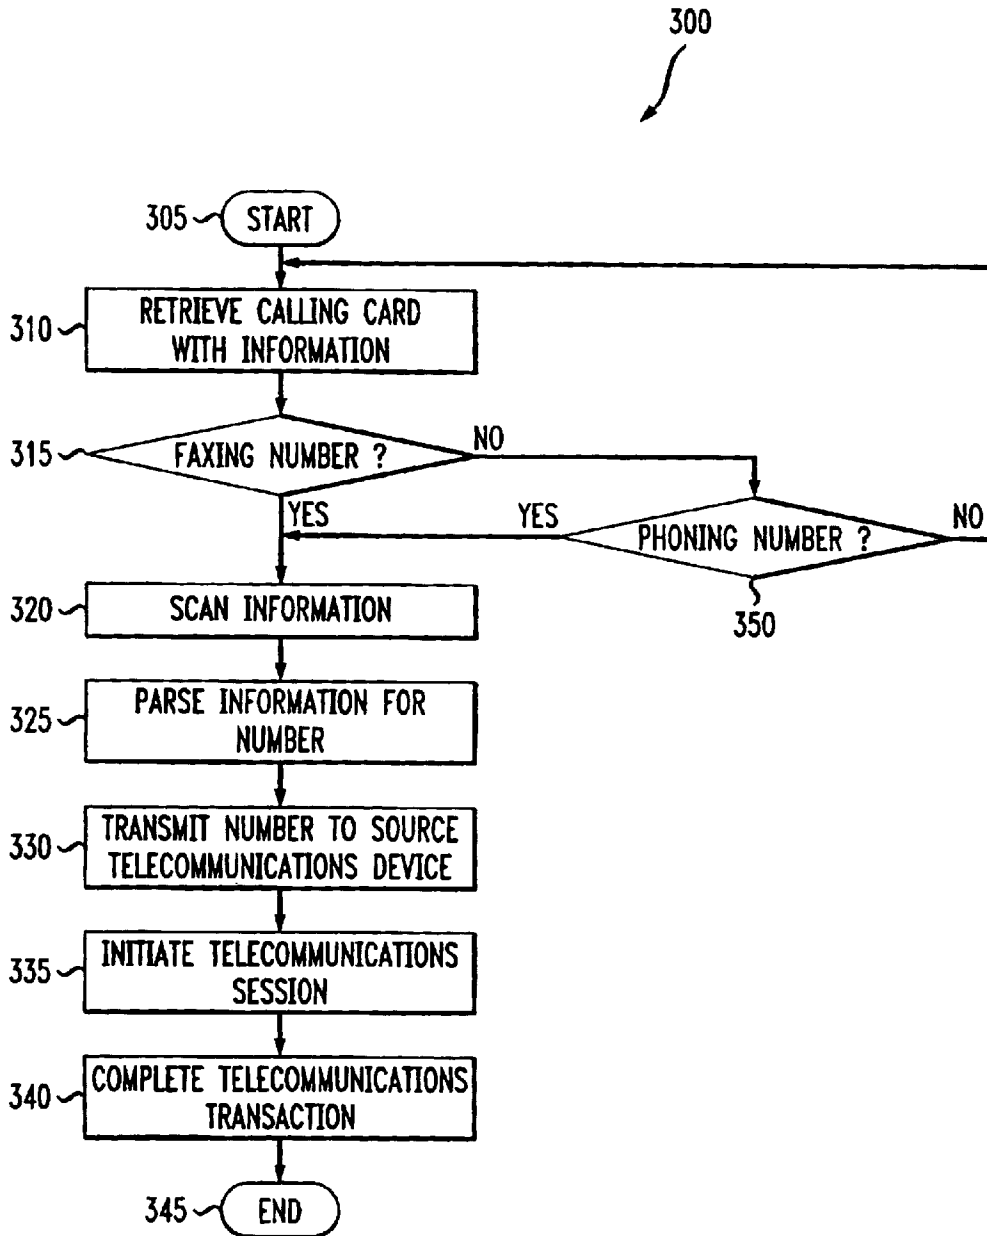 300
305
START
310
RETRIEVE CALLING CARD
WITH INFORMATION
315
FAXING NUMBER ?
NO
YES
YES
PHONING NUMBER ?
NO
350
320
SCAN INFORMATION
325
PARSE INFORMATION FOR
NUMBER
330
TRANSMIT NUMBER TO SOURCE
TELECOMMUNICATIONS DEVICE
335
INITIATE TELECOMMUNICATIONS
SESSION
340
COMPLETE TELECOMMUNICATIONS
TRANSACTION
345
END